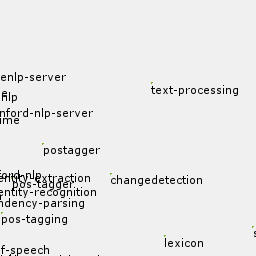 enlp-server
text-processing
nlp
nford-nlp-server
ime
postagger
ford-nlp
entity-extraction
changedetection
pos-tagger
entity-recognition
ndency-parsing
pos-tagging
lexicon
f-speech